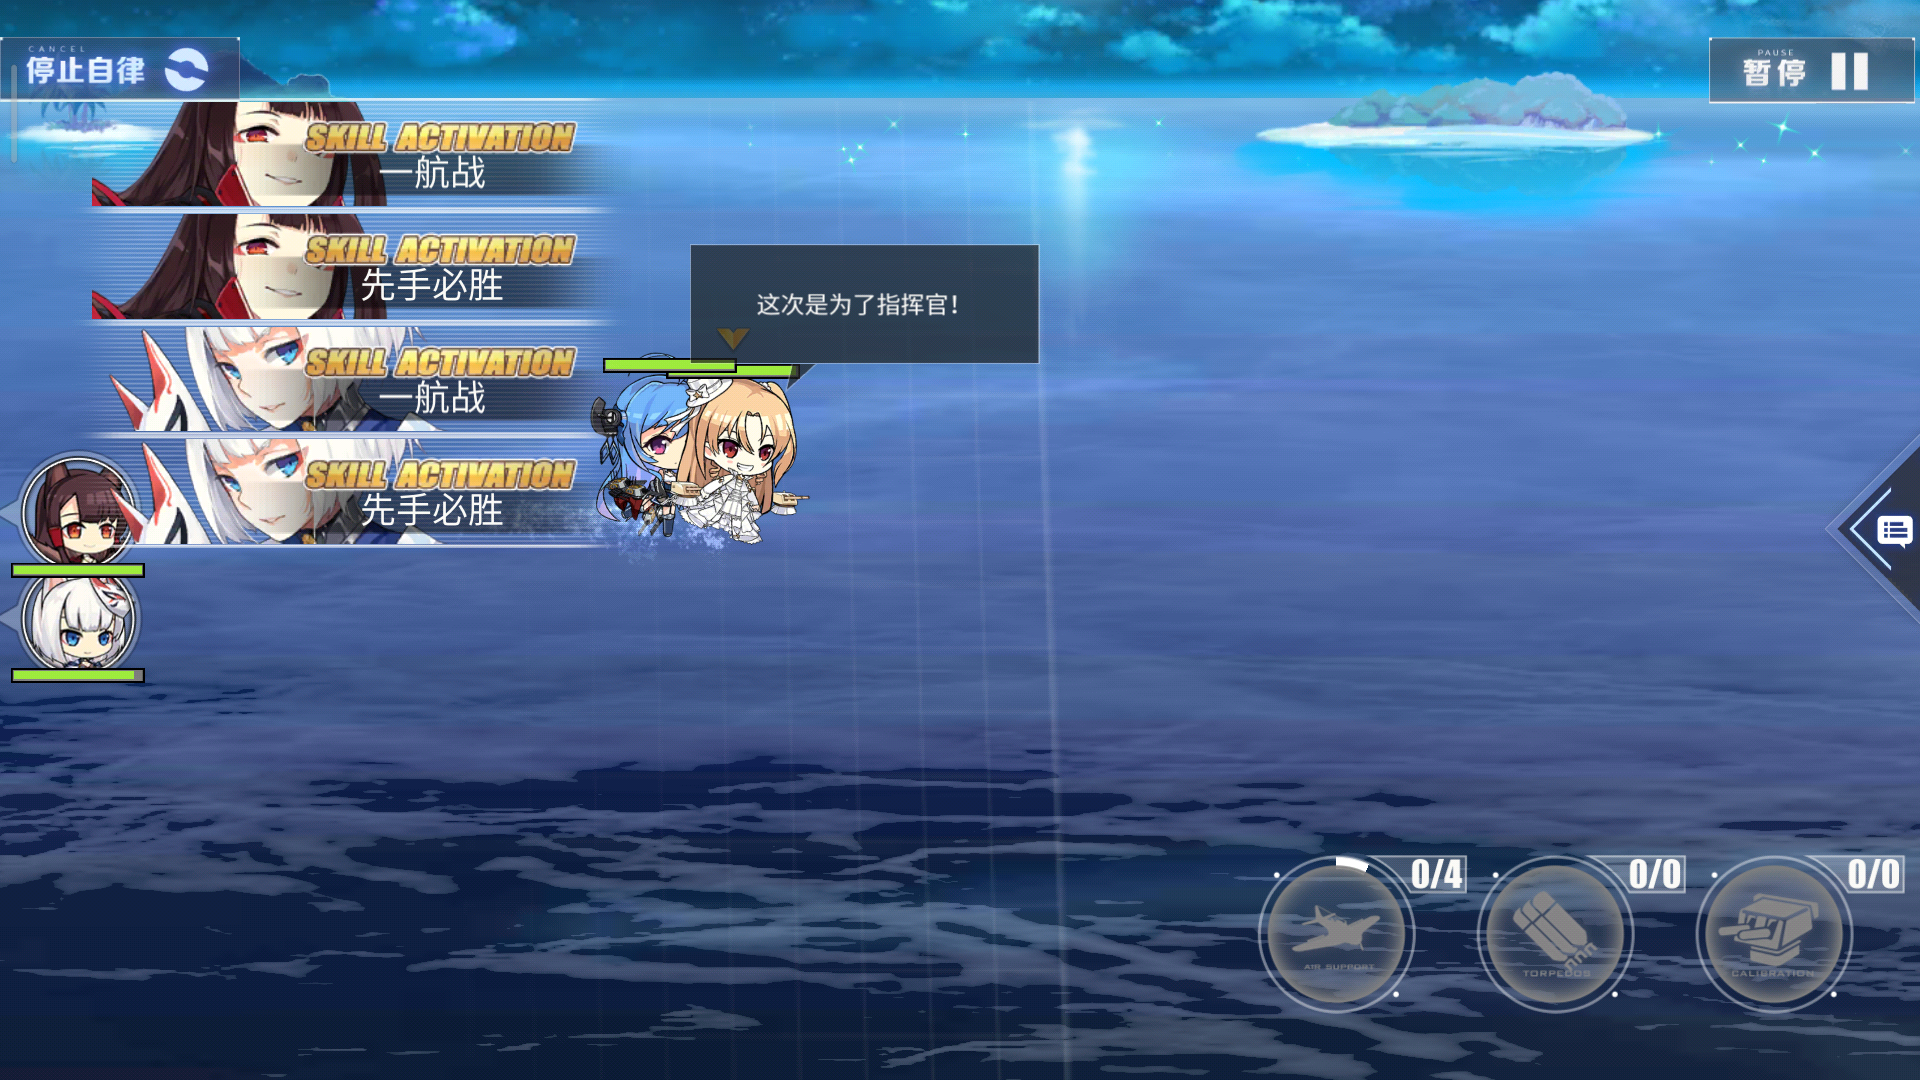 CANCEL
停止自律
PAUSE
暂停
SKILL ACTIVATION
一航战
SKILL ACTIVATION
先手必胜
这次是为了指挥官!
SKILL ACTIVATION
一航战
SKILL ACTIVATION
先手必胜
0/4
0/0
0/0
AIR SUPPORT
TORPEDOS
CALIBRATION